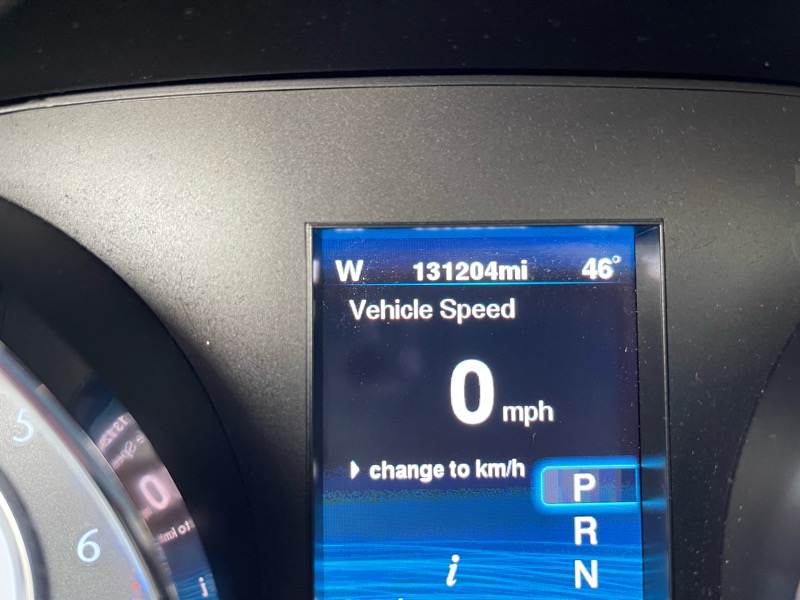 W 131204mi 46°
Vehicle Speed
0 mph
change to km/h
P
R
N
i
5
6